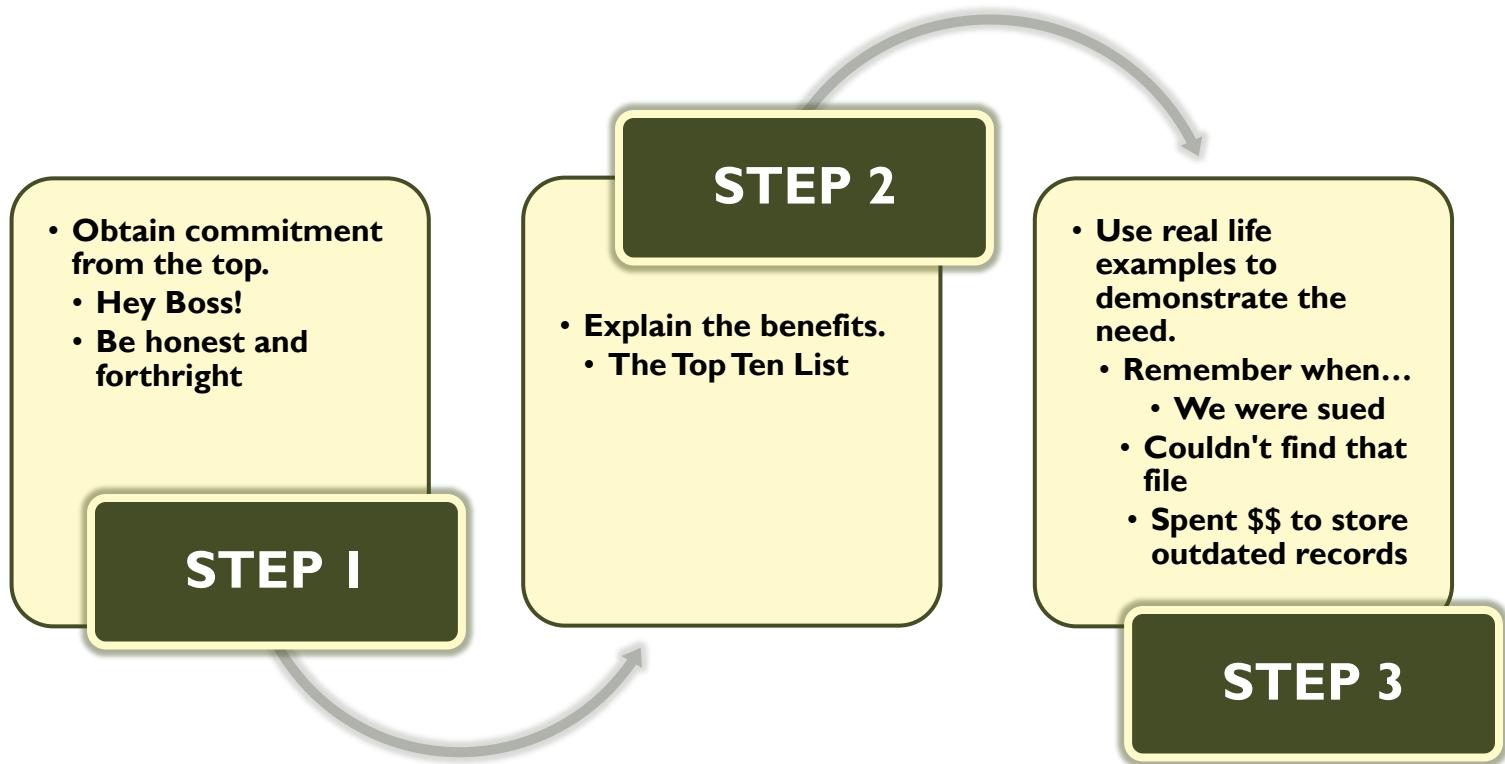 • Obtain commitment
from the top.
• Hey Boss!
• Be honest and
forthright
STEP 1
STEP 2
• Explain the benefits.
• The Top Ten List
• Use real life
examples to
demonstrate the
need.
• Remember when…
• We were sued
• Couldn't find that
file
• Spent $$ to store
outdated records
STEP 3